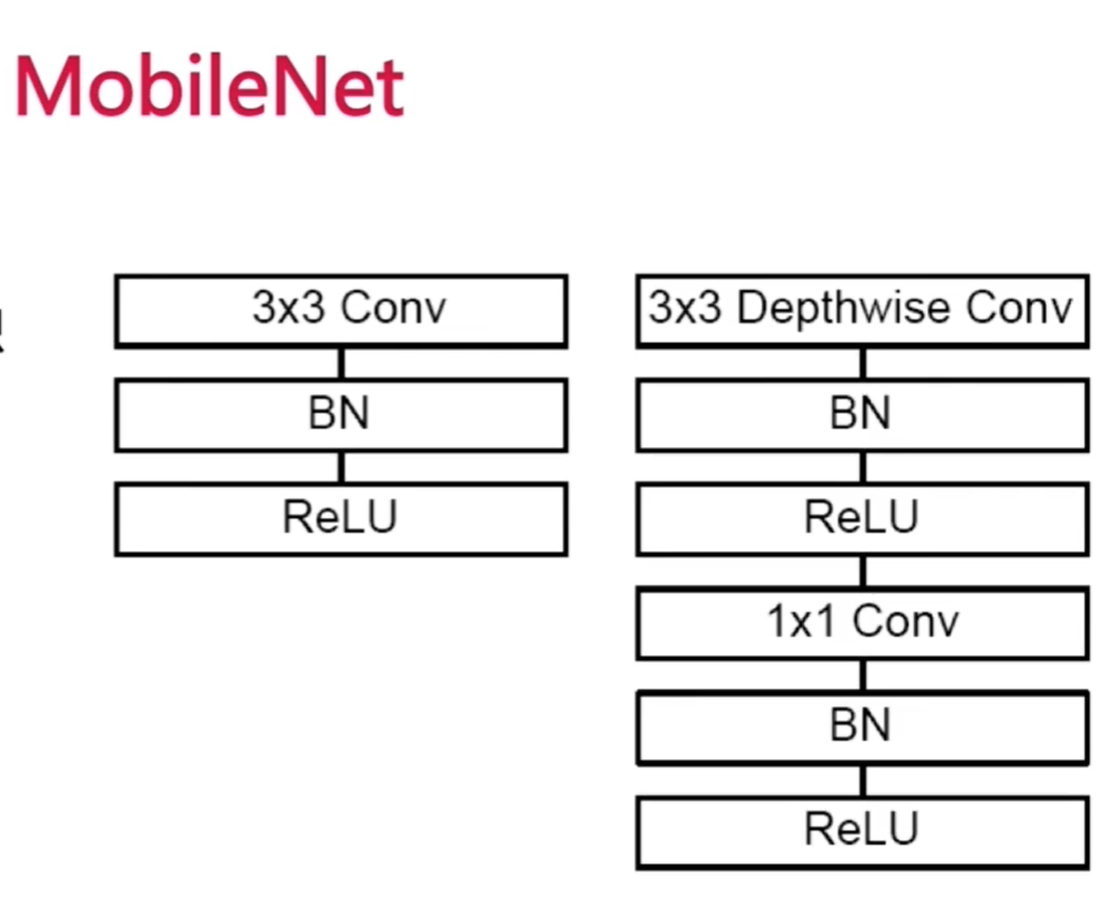 MobileNet
3x3 Conv
BN
ReLU
3x3 Depthwise Conv
BN
ReLU
1x1 Conv
BN
ReLU